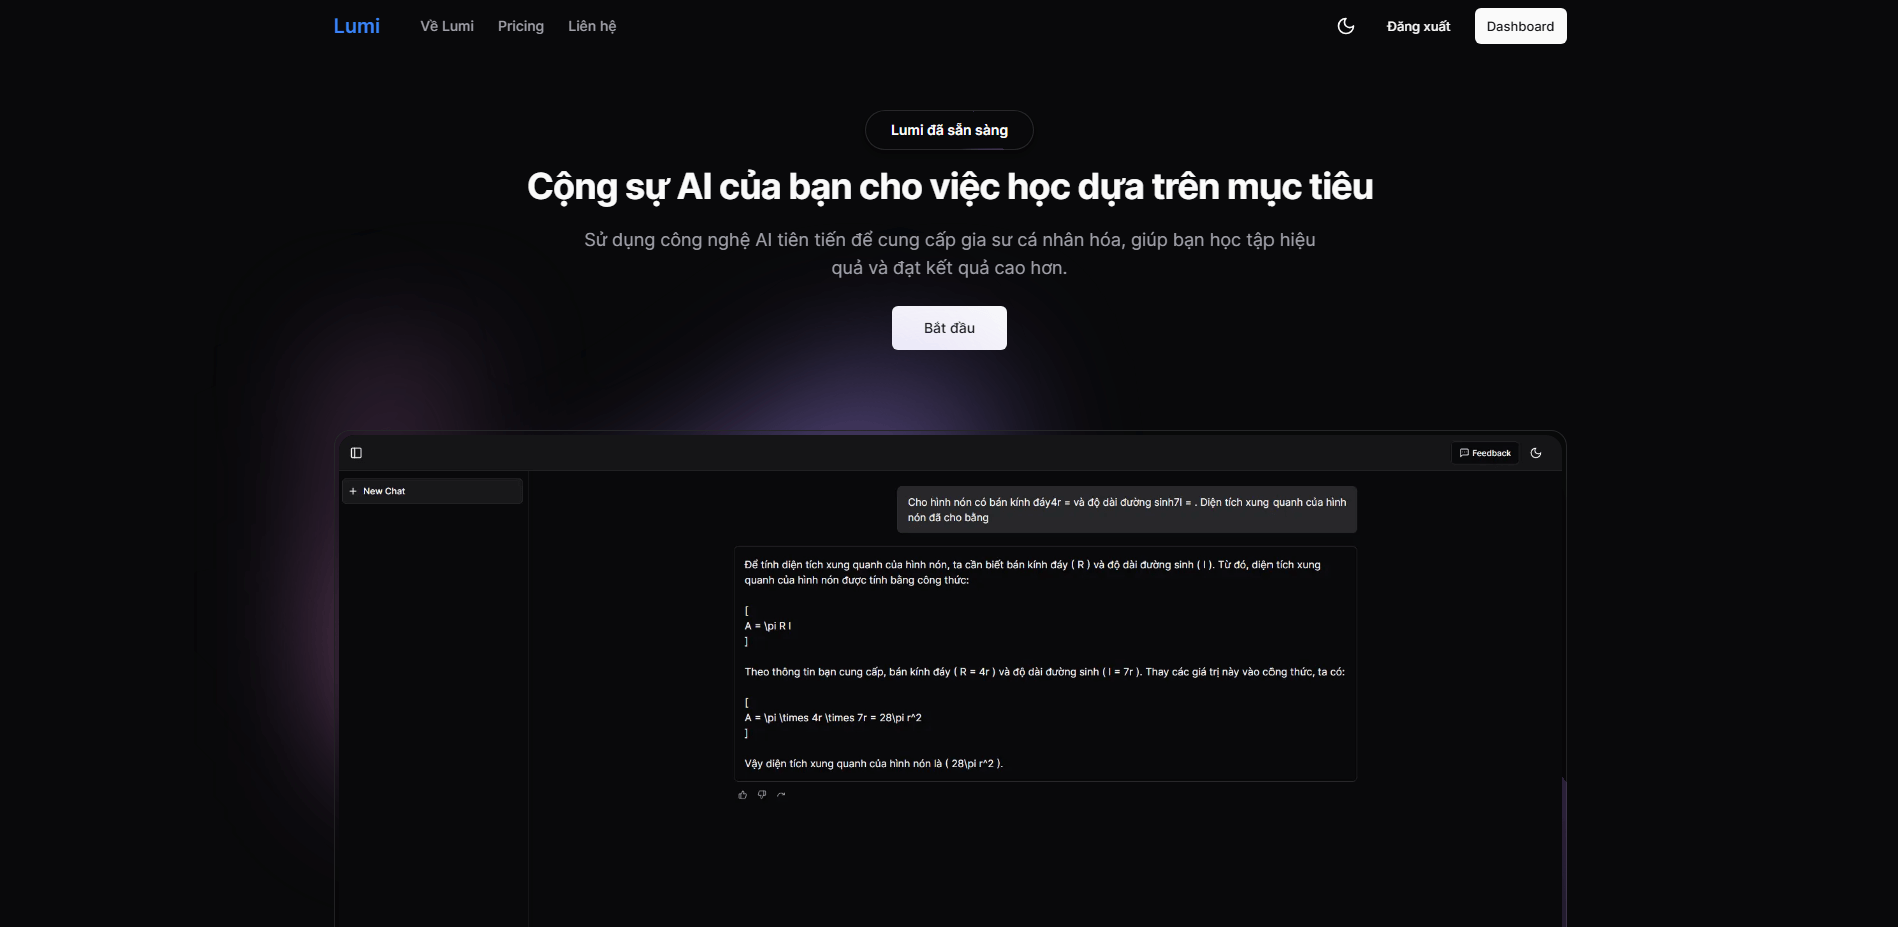 Lumi
Về Lumi
Pricing
Liên hệ
Đăng xuất
Dashboard
Lumi đã sẵn sàng
Cộng sự AI của bạn cho việc học dựa trên mục tiêu
Sử dụng công nghệ AI tiên tiến để cung cấp gia sư cá nhân hóa, giúp bạn học tập hiệu
quả và đạt kết quả cao hơn.
Bắt đầu
Feedback
New Chat
Cho hình nón có bán kính đáy4r = và độ dài đường sinh7l = . Diện tích xung quanh của hình
nón đã cho bằng
Để tính diện tích xung quanh của hình nón, ta cần biết bán kính đáy ( R ) và độ dài đường sinh ( l ). Từ đó, diện tích xung
quanh của hình nón được tính bằng công thức:
[
A = \pi R l
]
Theo thông tin bạn cung cấp, bán kính đáy ( R = 4r ) và độ dài đường sinh ( l = 7r ). Thay các giá trị này vào công thức, ta có:
[
A = \pi \times 4r \times 7r = 28\pi r^2
]
Vậy diện tích xung quanh của hình nón là ( 28\pi r^2 ).